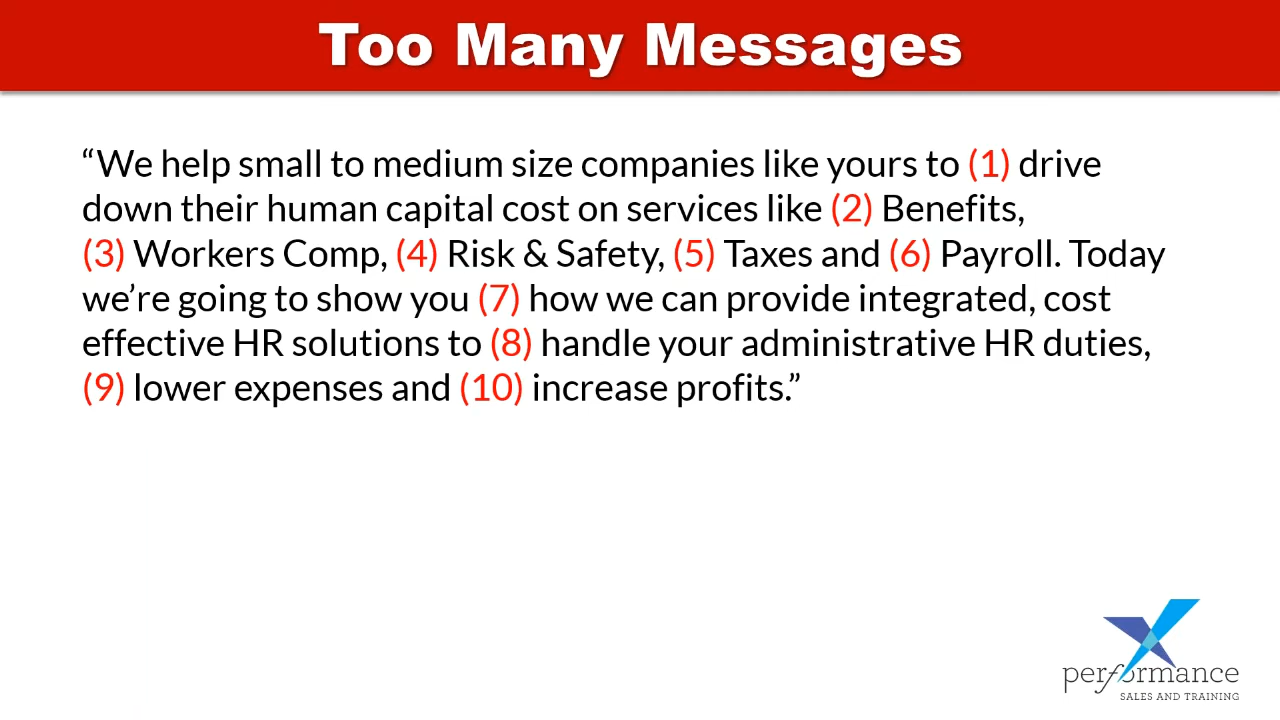 Too Many Messages
“We help small to medium size companies like yours to (1) drive
down their human capital cost on services like (2) Benefits,
(3) Workers Comp, (4) Risk & Safety, (5) Taxes and (6) Payroll. Today
we’re going to show you (7) how we can provide integrated, cost
effective HR solutions to (8) handle your administrative HR duties,
(9) lower expenses and (10) increase profits.”
performance
SALES AND TRAINING